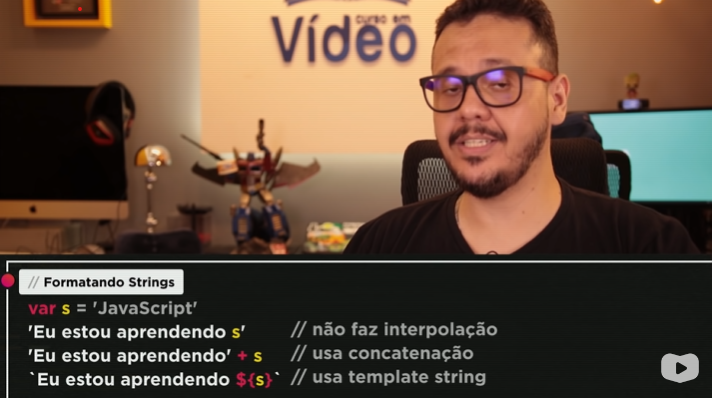 curso em
Vídeo
// Formatando Strings
var s = 'JavaScript'
'Eu estou aprendendo s' // não faz interpolação
'Eu estou aprendendo' + s // usa concatenação
`Eu estou aprendendo ${s}` // usa template string